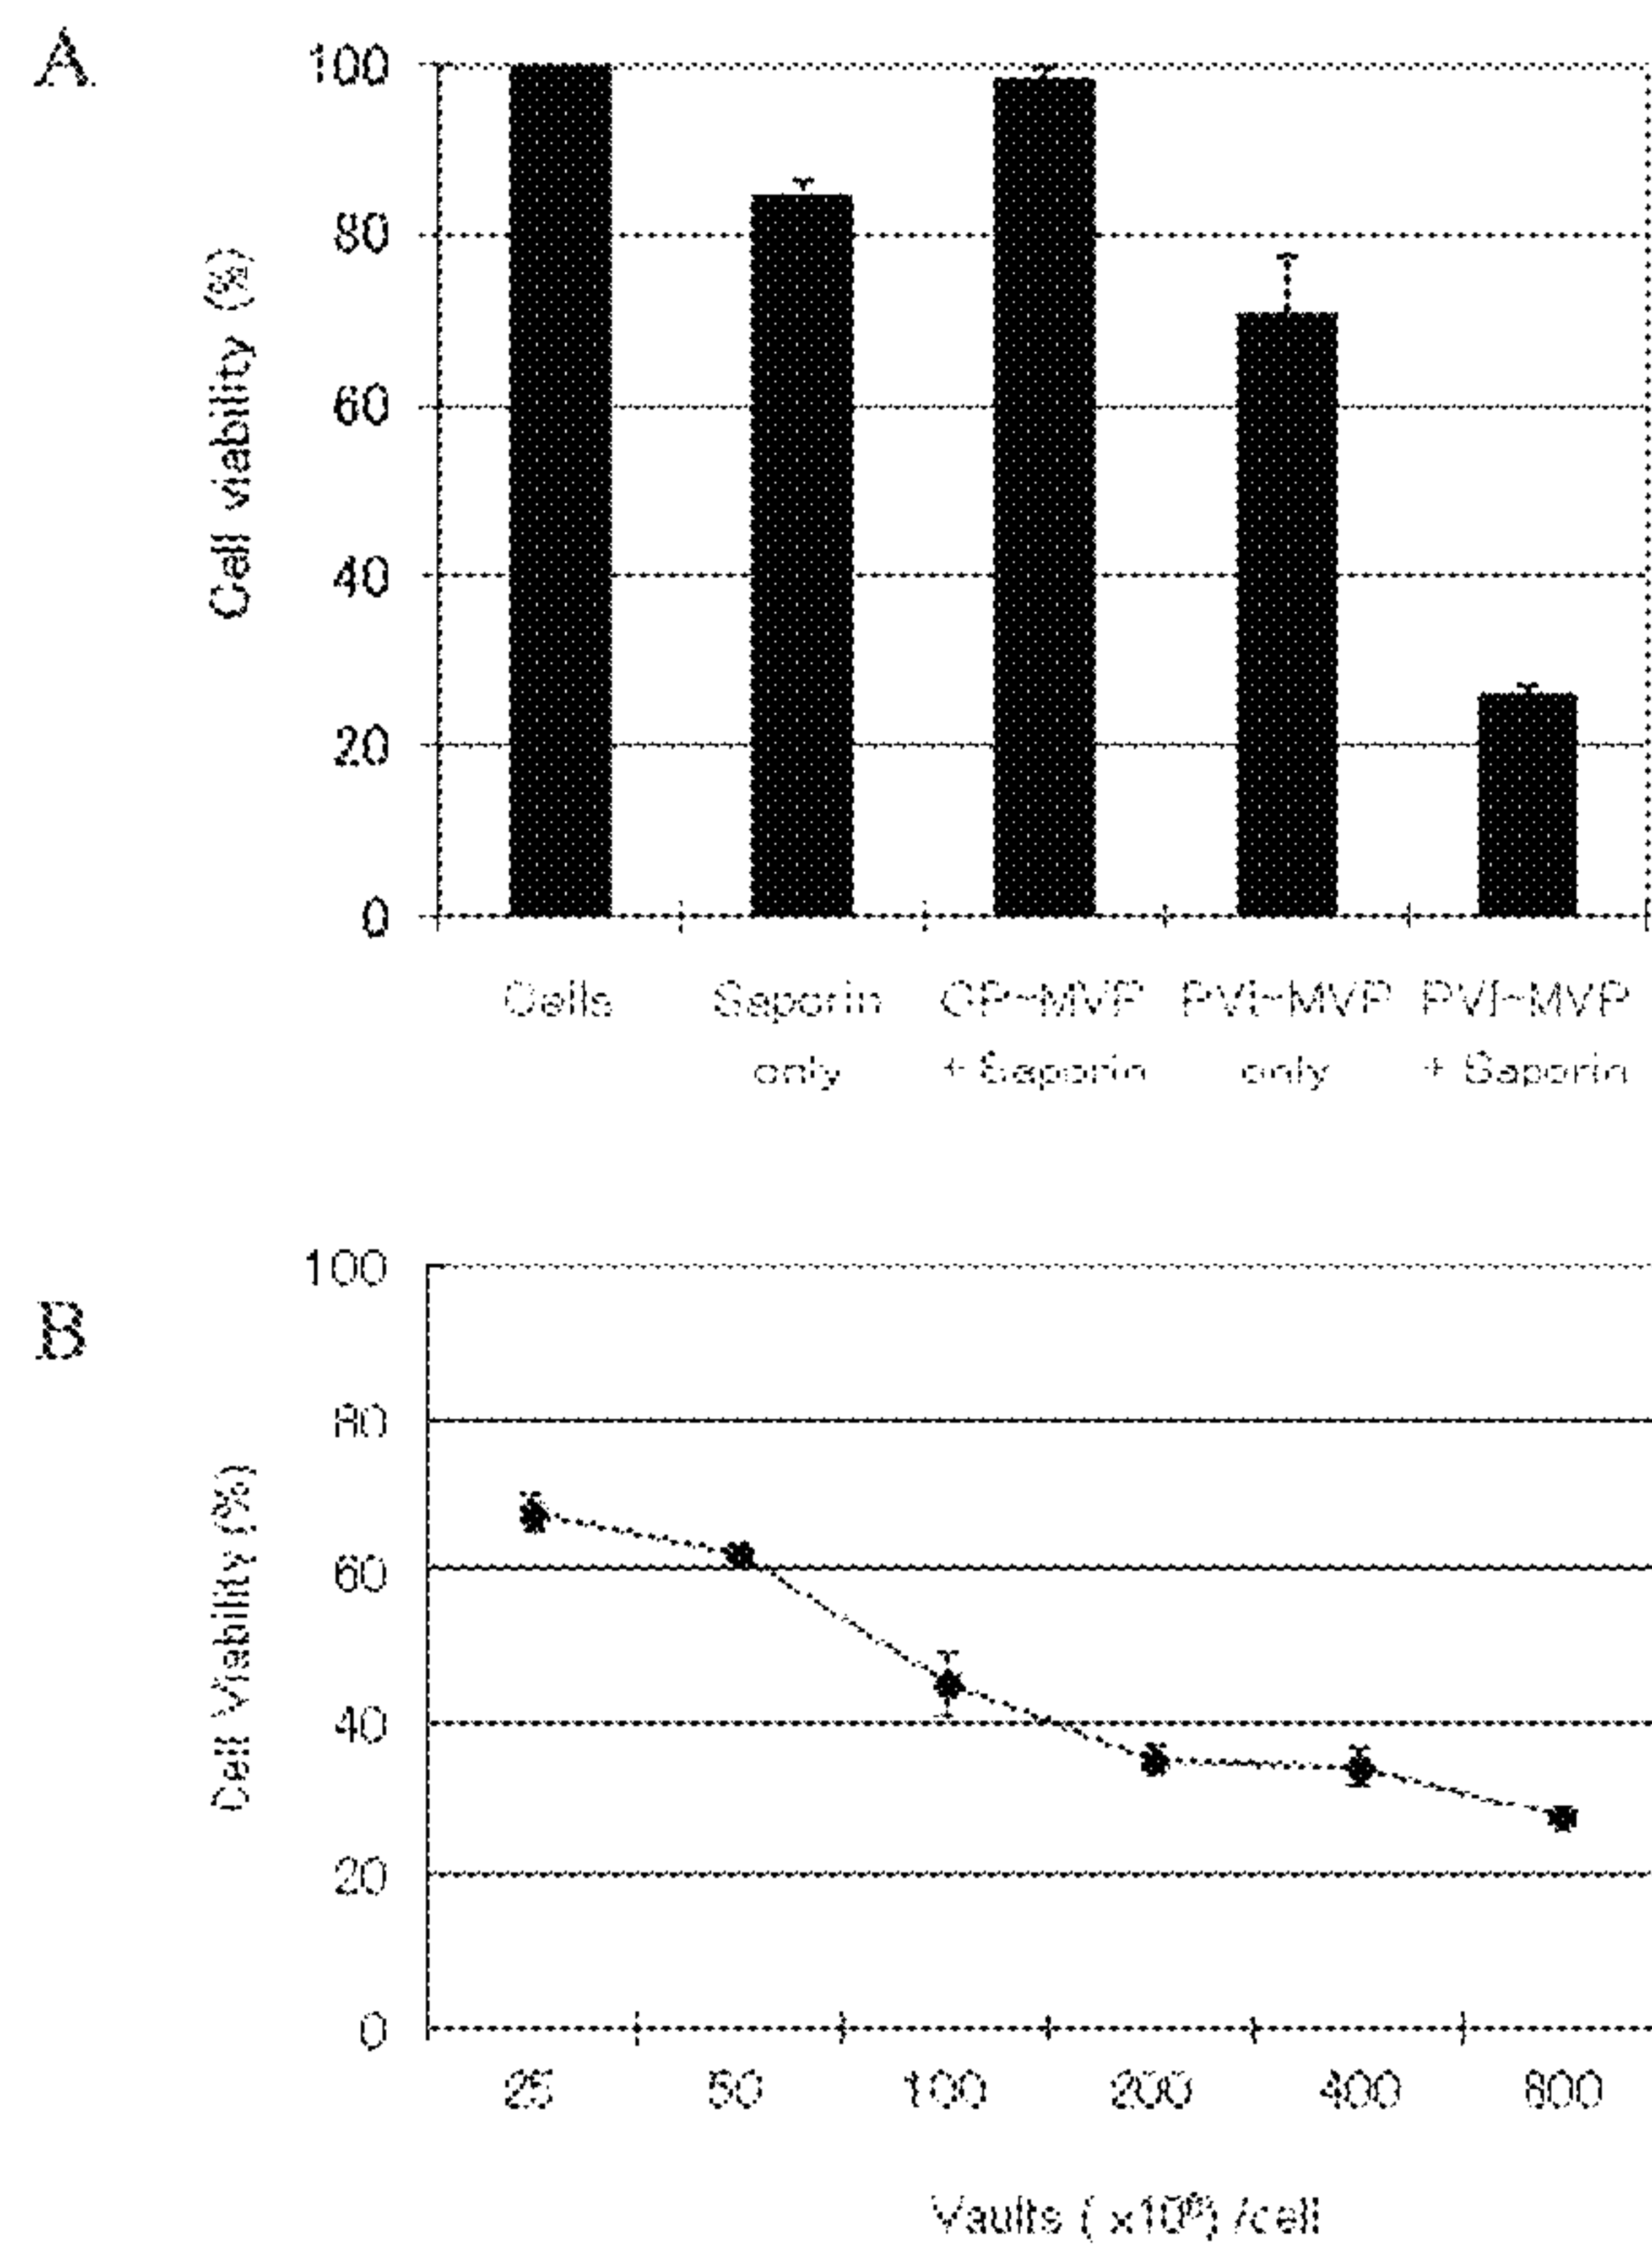 A
Cell viability (%)
100
80
60
40
20
0
Cells
Saporin only
CP-MVP + Saporin
PVI-MVP only
PVI-MVP + Saporin
B
Cell Viability (%)
100
80
60
40
20
0
25 50 100 200 400 800
Vaults ( /cell